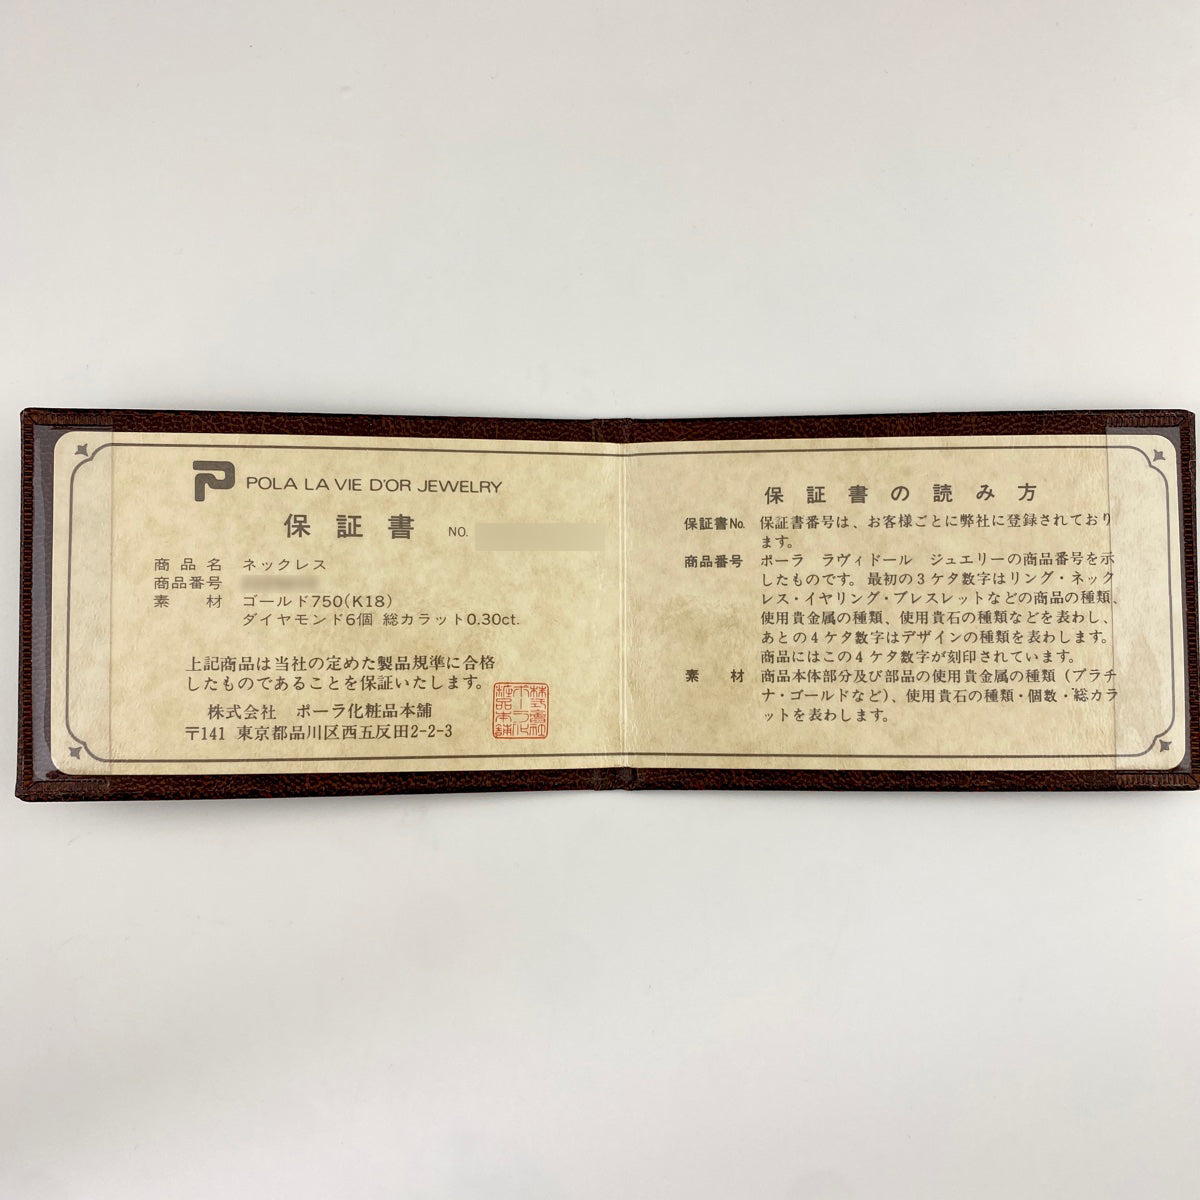 POLA LA VIE D'OR JEWELRY
保証書 NO.
商品名 ネックレス
商品番号
素材 ゴールド750(K18)
ダイヤモンド6個 総カラット0.30ct.
上記商品は当社の定めた製品規準に合格
したものであることを保証いたします。
株式会社 ポーラ化粧品本舗
〒141 東京都品川区西五反田2-2-3
株式会社ポーラ化粧品本舗
保証書の読み方
保証書No. 保証書番号は、お客様ごとに弊社に登録されており
ます。
商品番号 ポーラ ラヴィドール ジュエリーの商品番号を示
したものです。最初の3ケタ数字はリング・ネック
レス・イヤリング・ブレスレットなどの商品の種類、
使用貴金属の種類、使用貴石の種類などを表わし、
あとの4ケタ数字はデザインの種類を表わします。
商品にはこの4ケタ数字が刻印されています。
素材 商品本体部分及び部品の使用貴金属の種類(プラチ
ナ・ゴールドなど)、使用貴石の種類・個数・総カラ
ットを表わします。